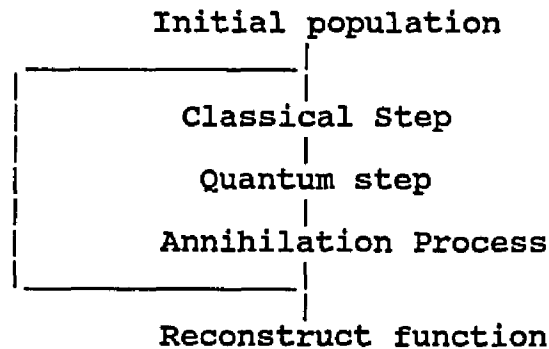 Initial population
Classical Step
Quantum step
Annihilation Process
Reconstruct function